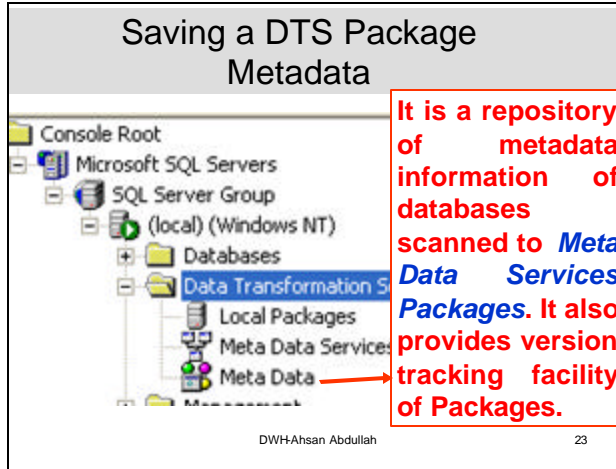 Saving a DTS Package
Metadata
Console Root
Microsoft SQL Servers
SQL Server Group
(local) (Windows NT)
Databases
Data Transformation S
Local Packages
Meta Data Services
Meta Data
Management
It is a repository
of metadata
information of
databases
scanned to Meta
Data Services
Packages. It also
provides version
tracking facility
of Packages.
DWH-Ahsan Abdullah
23